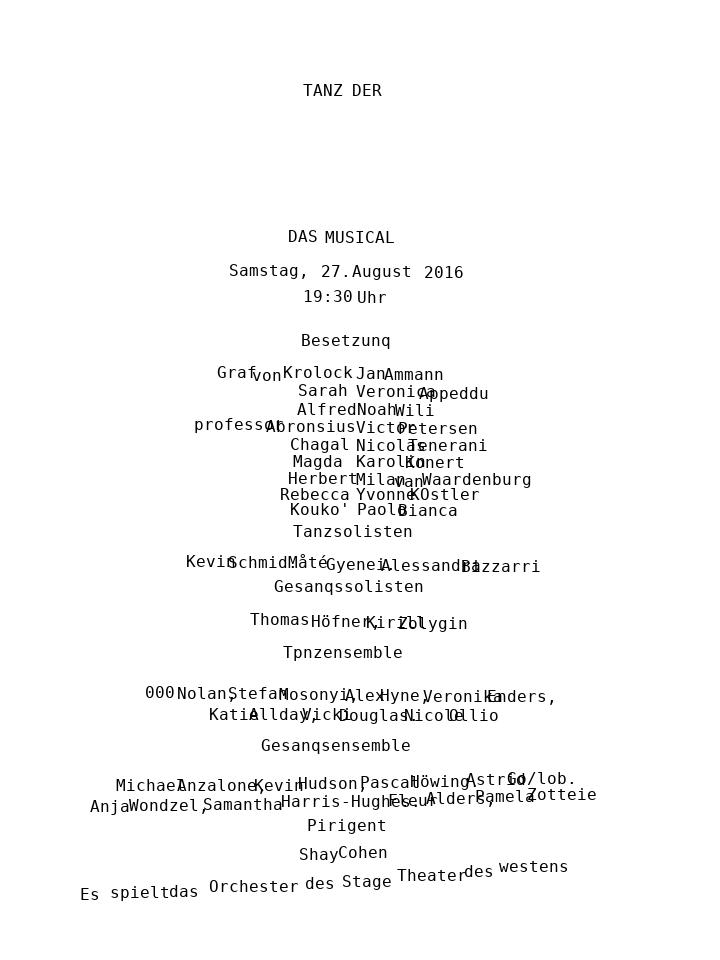 TANZ DER
DAS MUSICAL
Samstag, 27.August 2016
19:30 Uhr
Besetzunq
Graf von Krolock Jan Ammann
Sarah Veronica Appeddu
Alfred Noah Wili
professor Abronsius Victor Petersen
Chagal Nicolas Tenerani
Magda Karolin Konert
Herbert Milan van Waardenburg
Rebecca Yvonne KOstler
Kouko' Paolo Bianca
Tanzsolisten
Kevin Schmid. Måté Gyenei. Alessandra Bizzarri
Gesanqssolisten
Thomas Höfner, Kirill Zolygin
Tpnzensemble
000 Nolan, Stefan Mosonyi, Alex Hyne, Veronika Enders,
Katie Allday, Vicki Douglas. Nicole Ollio
Gesanqsensemble
Michael Anzalone, Kevin Hudson, Pascal Höwing. Astrid Go/lob.
Anja Wondzel, Samantha Harris-Hughes. Fleur Alders, Pamela Zotteie
Pirigent
Shay Cohen
Es spielt das Orchester des Stage Theater des westens